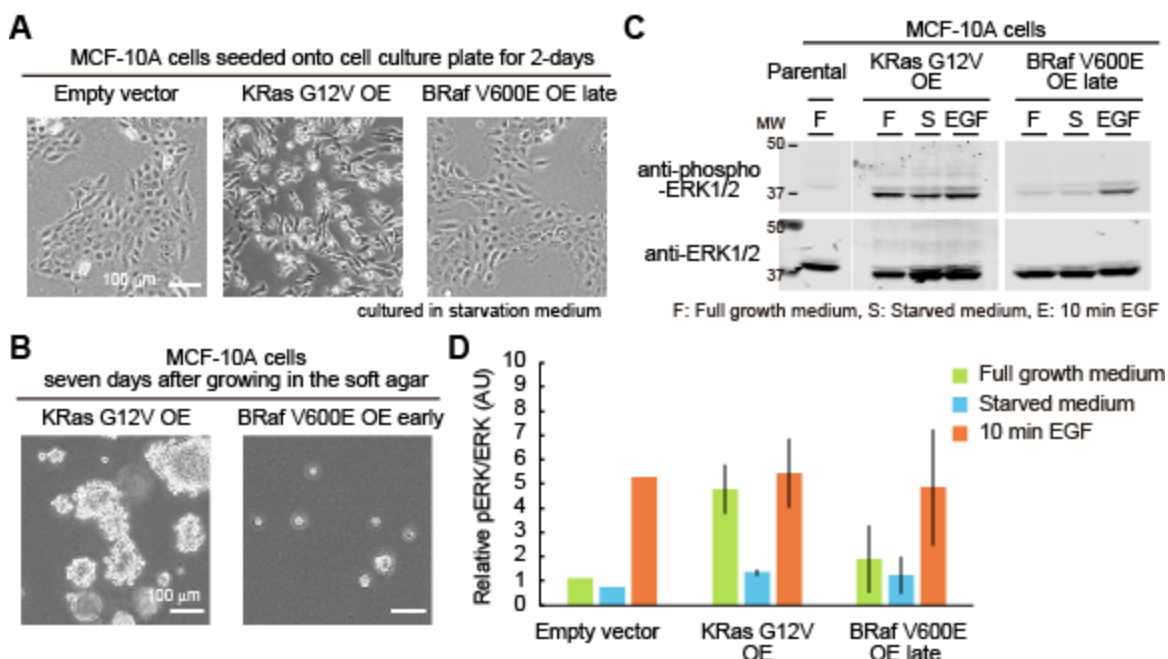 A
MCF-10A cells seeded onto cell culture plate for 2-days
Empty vector KRas G12V OE BRaf V600E OE late
100 μm
cultured in starvation medium
B
MCF-10A cells
seven days after growing in the soft agar
KRas G12V OE BRaf V600E OE early
100 μm
C
MCF-10A cells
Parental KRas G12V OE BRaf V600E OE late
MW F F S EGF F S EGF
50
anti-phospho
-ERK1/2
37
50
anti-ERK1/2
37
F: Full growth medium, S: Starved medium, E: 10 min EGF
D
Relative pERK/ERK (AU)
10
9
8
7
6
5
4
3
2
1
0
Full growth medium
Starved medium
10 min EGF
Empty vector KRas G12V OE BRaf V600E OE late